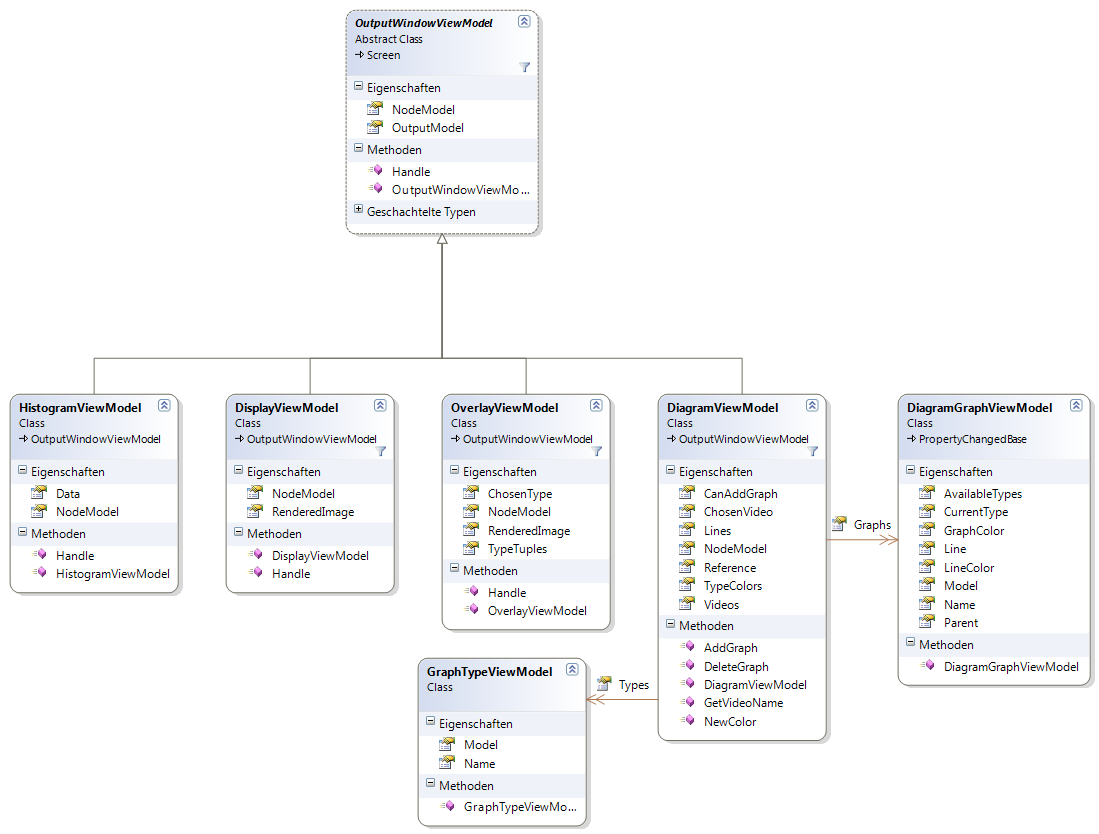 OutputWindowViewModel
Abstract Class
Screen
Eigenschaften
NodeModel
OutputModel
Methoden
Handle
OutputWindowViewMo...
Geschachtelte Typen
HistogramViewModel
Class
OutputWindowViewModel
Eigenschaften
Data
NodeModel
Methoden
Handle
HistogramViewModel
DisplayViewModel
Class
OutputWindowViewModel
Eigenschaften
NodeModel
RenderedImage
Methoden
DisplayViewModel
Handle
OverlayViewModel
Class
OutputWindowViewModel
Eigenschaften
ChosenType
NodeModel
RenderedImage
TypeTuples
Methoden
Handle
OverlayViewModel
DiagramViewModel
Class
OutputWindowViewModel
Eigenschaften
CanAddGraph
ChosenVideo
Lines
NodeModel
Reference
TypeColors
Videos
Methoden
AddGraph
DeleteGraph
DiagramViewModel
GetVideoName
NewColor
Graphs
DiagramGraphViewModel
Class
PropertyChangedBase
Eigenschaften
AvailableTypes
CurrentType
GraphColor
Line
LineColor
Model
Name
Parent
Methoden
DiagramGraphViewModel
Types
GraphTypeViewModel
Class
Eigenschaften
Model
Name
Methoden
GraphTypeViewMo...